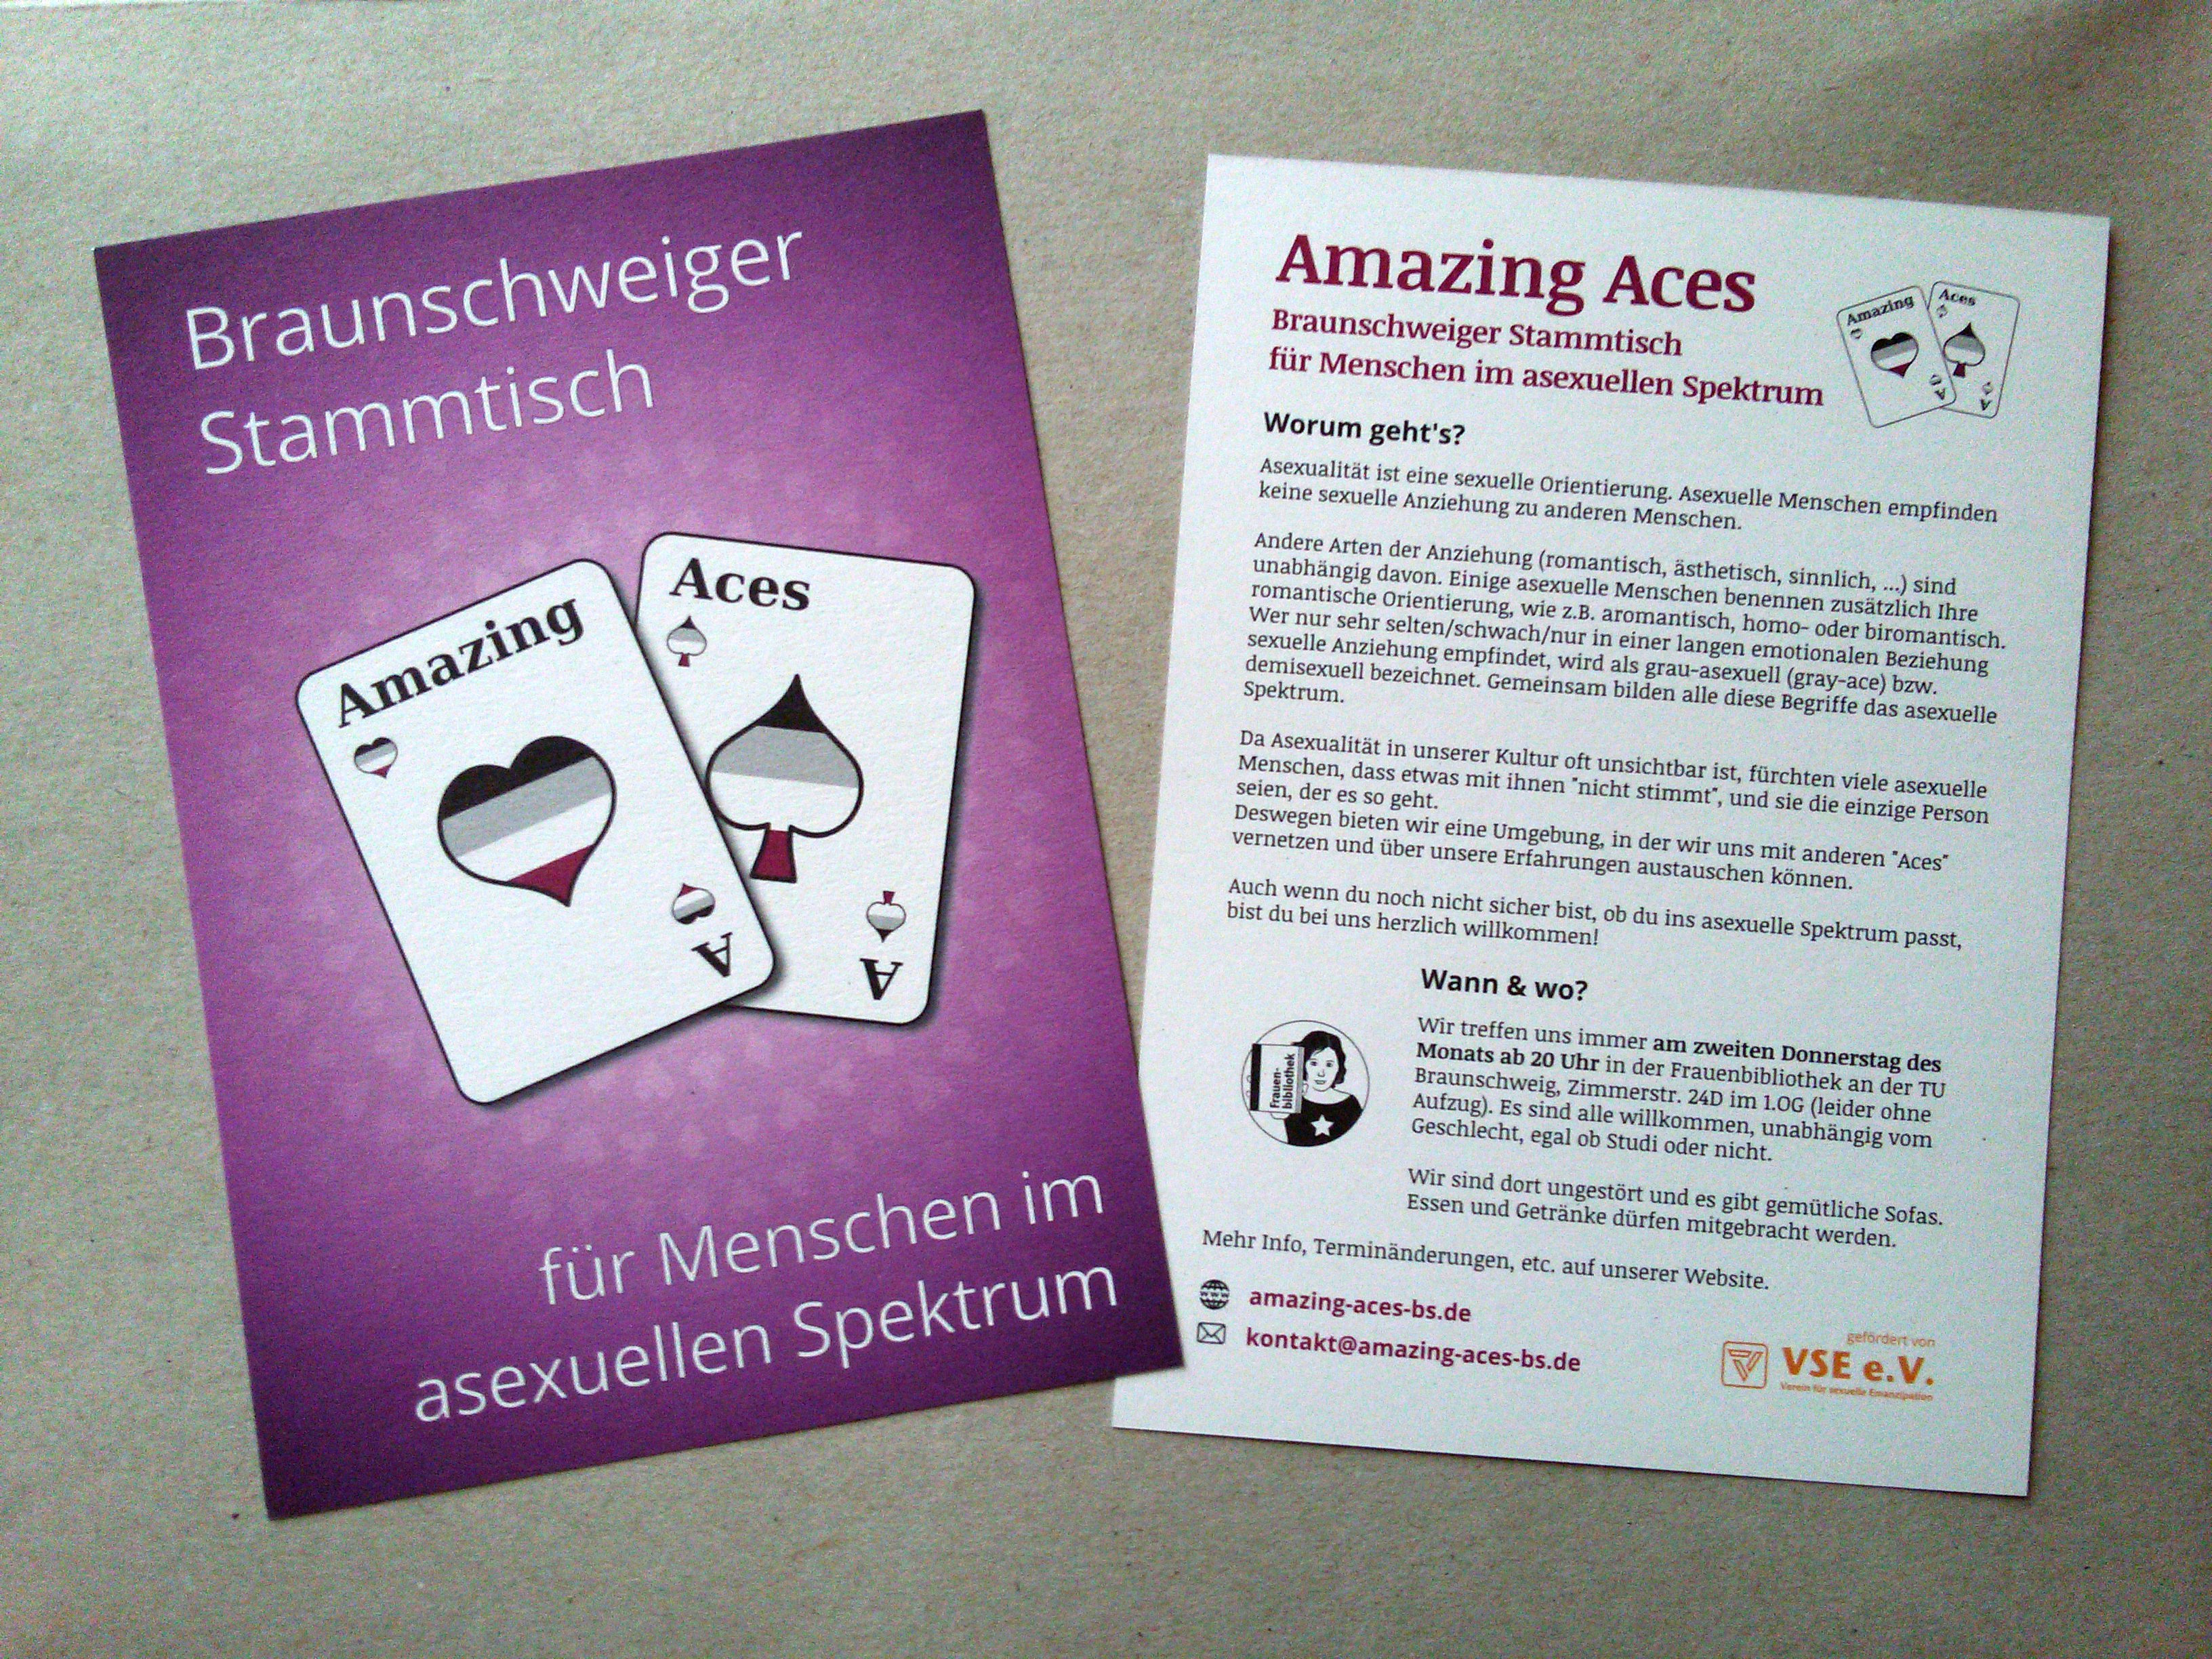 Braunschweiger
Stammtisch
Amazing
A
Aces
A
für Menschen im
asexuellen Spektrum
Amazing Aces
Braunschweiger Stammtisch
für Menschen im asexuellen Spektrum
Amazing
A
Aces
A
Worum geht's?
Asexualität ist eine sexuelle Orientierung. Asexuelle Menschen empfinden
keine sexuelle Anziehung zu anderen Menschen.
Andere Arten der Anziehung (romantisch, ästhetisch, sinnlich, ...) sind
unabhängig davon. Einige asexuelle Menschen benennen zusätzlich Ihre
romantische Orientierung, wie z.B. aromantisch, homo- oder biromantisch.
Wer nur sehr selten/schwach/nur in einer langen emotionalen Beziehung
sexuelle Anziehung empfindet, wird als grau-asexuell (gray-ace) bzw.
demisexuell bezeichnet. Gemeinsam bilden alle diese Begriffe das asexuelle
Spektrum.
Da Asexualität in unserer Kultur oft unsichtbar ist, fürchten viele asexuelle
Menschen, dass etwas mit ihnen "nicht stimmt", und sie die einzige Person
seien, der es so geht.
Deswegen bieten wir eine Umgebung, in der wir uns mit anderen "Aces"
vernetzen und über unsere Erfahrungen austauschen können.
Auch wenn du noch nicht sicher bist, ob du ins asexuelle Spektrum passt,
bist du bei uns herzlich willkommen!
Wann & wo?
Frauen-
bibliothek
Wir treffen uns immer am zweiten Donnerstag des
Monats ab 20 Uhr in der Frauenbibliothek an der TU
Braunschweig, Zimmerstr. 24D im 1.OG (leider ohne
Aufzug). Es sind alle willkommen, unabhängig vom
Geschlecht, egal ob Studi oder nicht.
Wir sind dort ungestört und es gibt gemütliche Sofas.
Essen und Getränke dürfen mitgebracht werden.
Mehr Info, Terminänderungen, etc. auf unserer Website.
www
amazing-aces-bs.de
kontakt@amazing-aces-bs.de
gefördert von
VSE e.V.
Verein für sexuelle Emanzipation